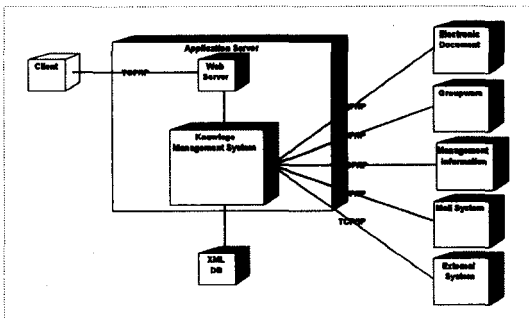 Application Server
Client
TCP/IP
Web
Server
Knowlege
Management System
XML
DB
Electronic
Document
Groupware
Management
Information
Mail System
External
System
TCP/IP